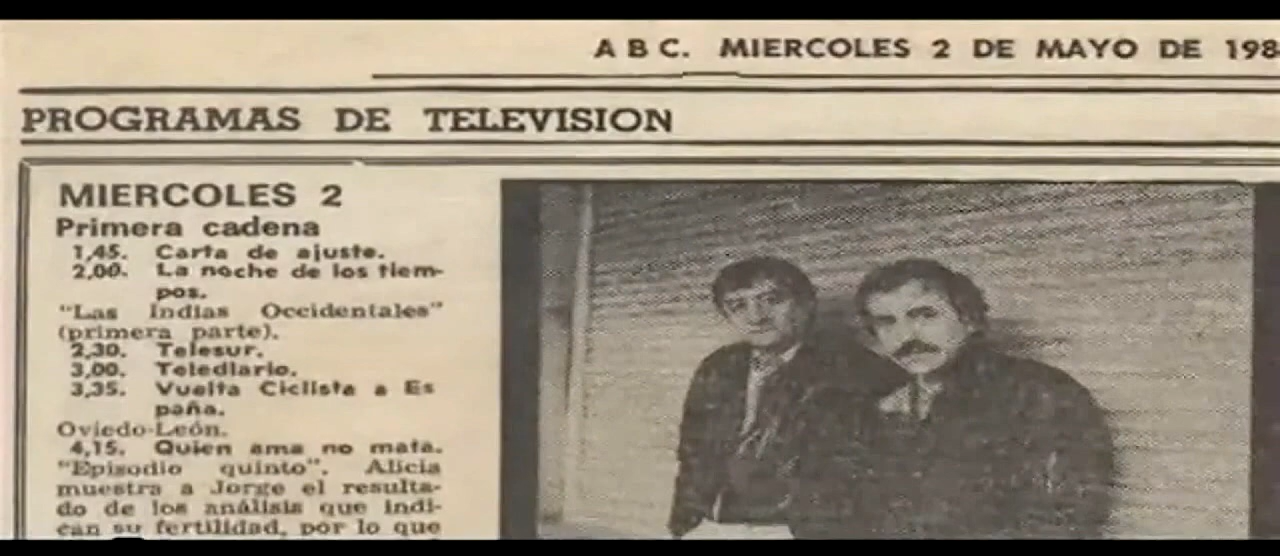 A B C. MIERCOLES 2 DE MAYO DE 198
PROGRAMAS DE TELEVISION
MIERCOLES 2
Primera cadena
1,45. Carta de ajuste.
2,00. La noche de los tiem-
pos.
"Las Indias Occidentales"
(primera parte).
2,30. Telesur.
3,00. Telediario.
3,35. Vuelta Ciclista a Es
paña.
Oviedo-León.
4,15. Quien ama no mata.
"Episodio quinto". Alicia
muestra a Jorge el resulta-
do de los análisis que indi-
can su fertilidad, por lo que